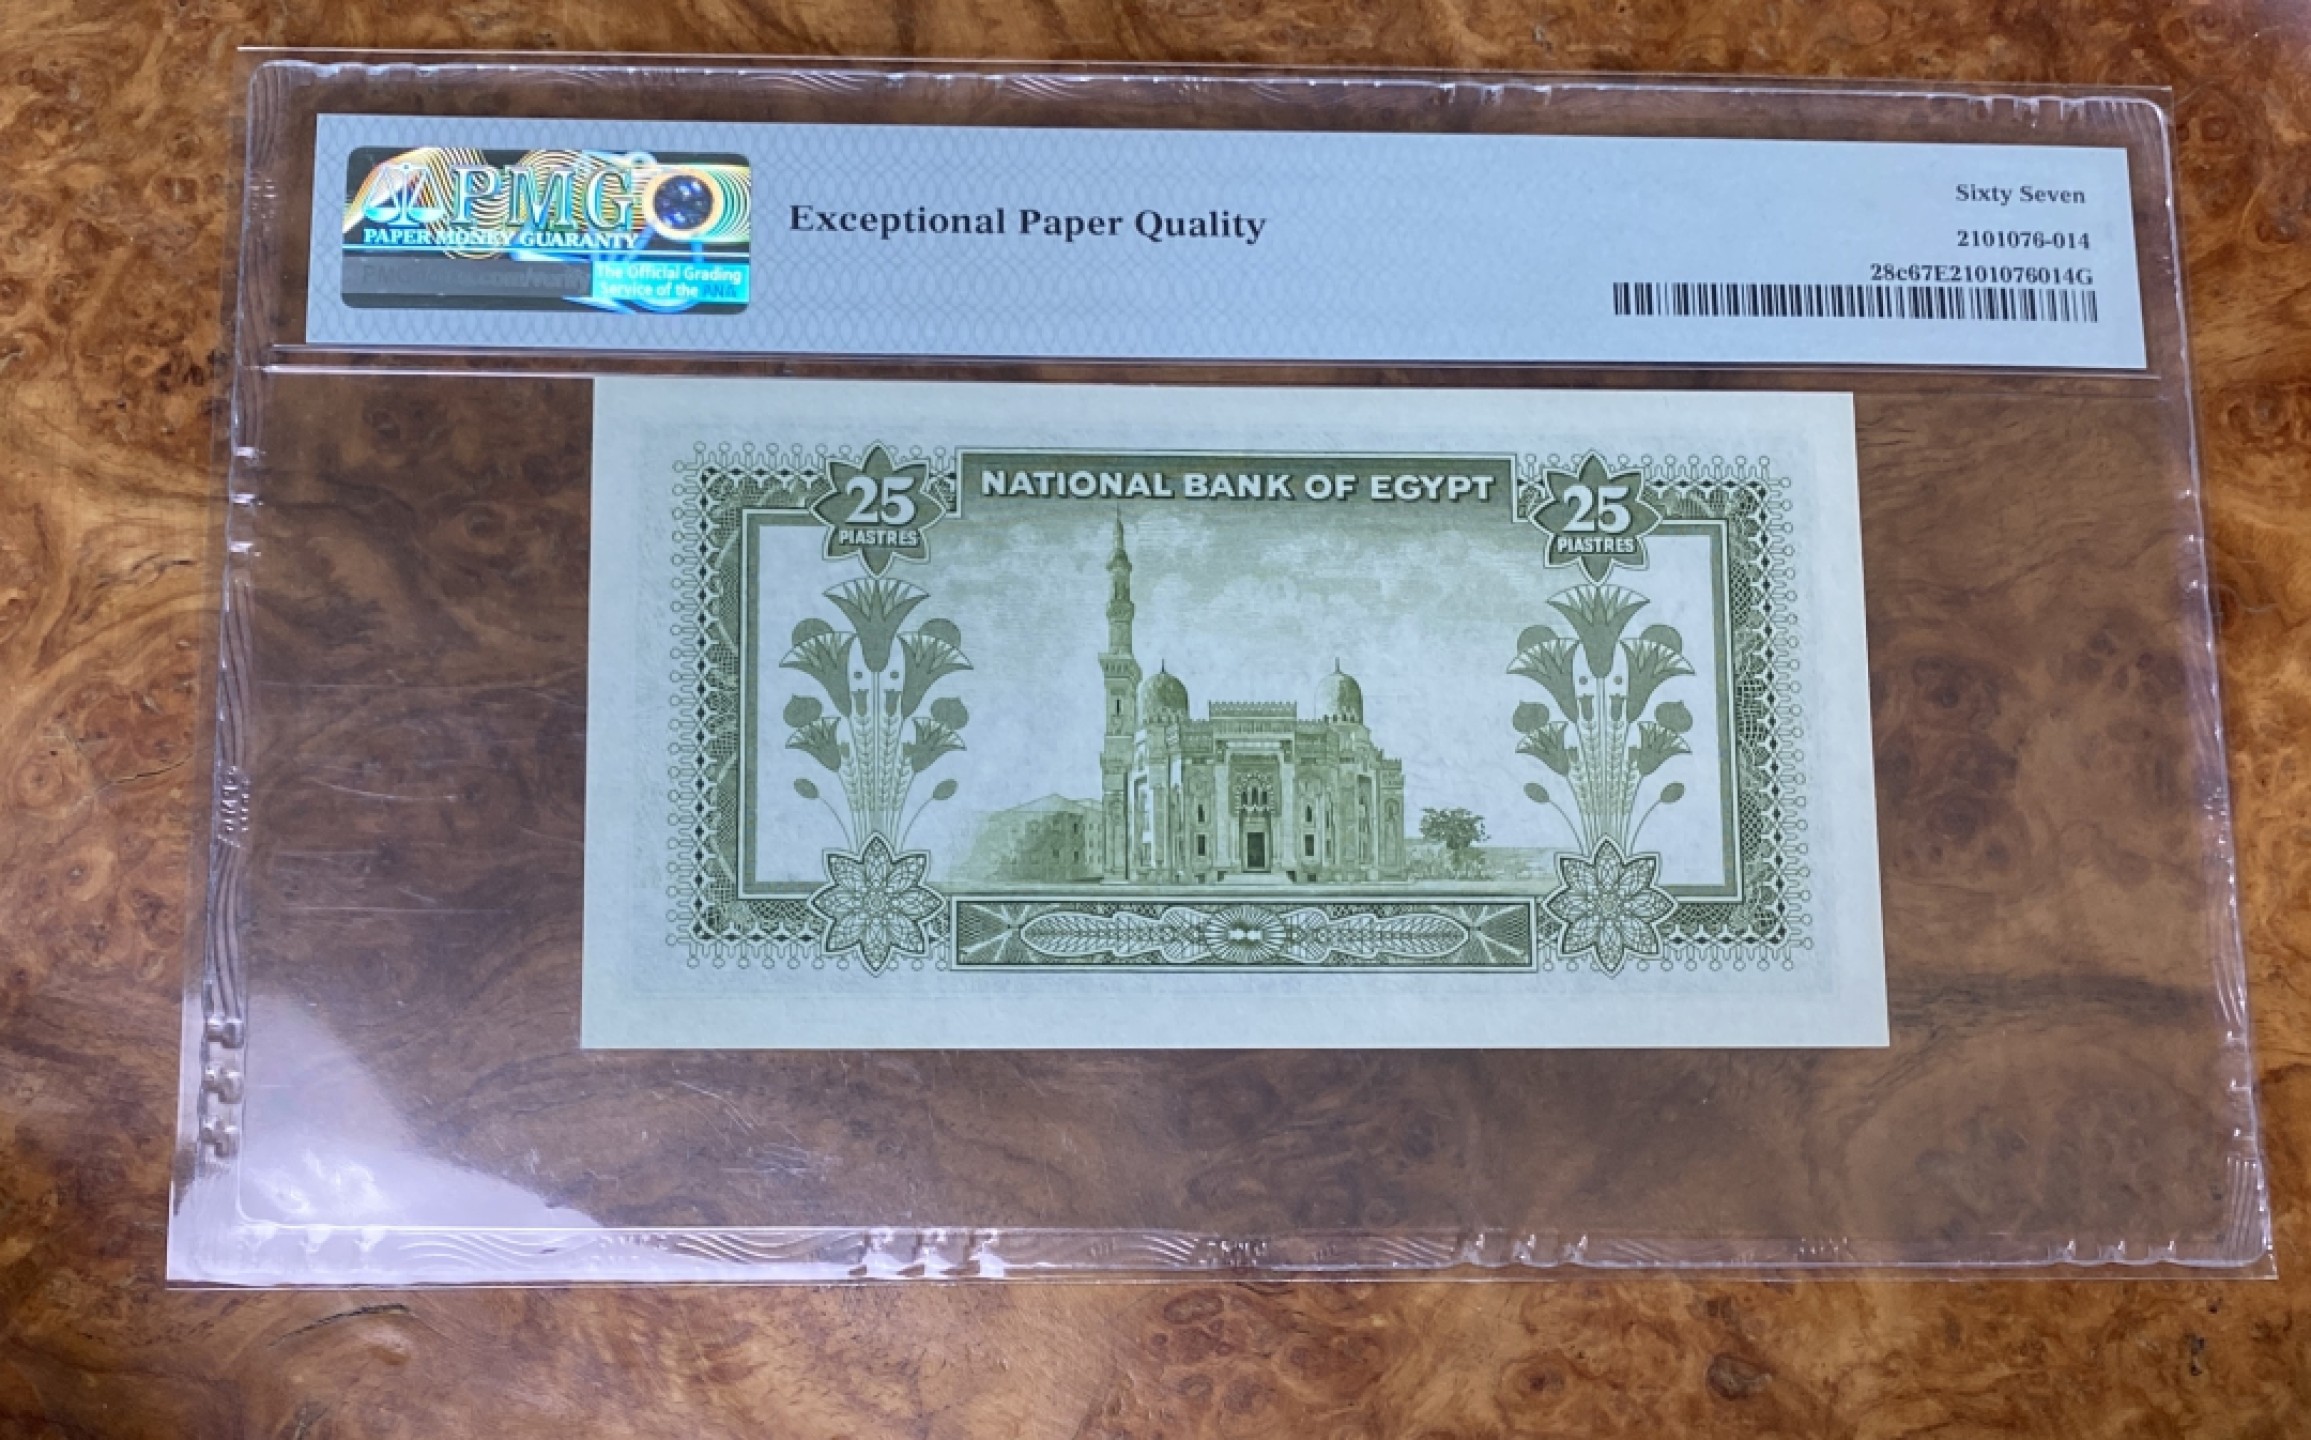 PMG
PAPER MONEY GUARANTY
The Official Grading
Service of the ANA
Exceptional Paper Quality
Sixty Seven
2101076-014
28c67E2101076014G
NATIONAL BANK OF EGYPT
25
PIASTRES
25
PIASTRES